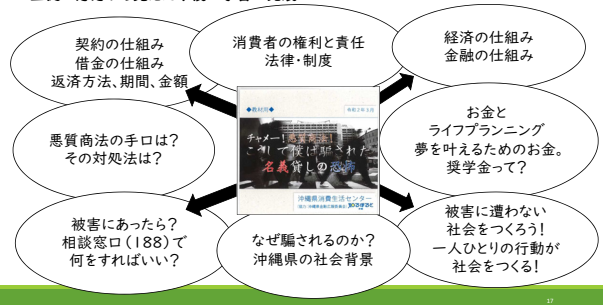 契約の仕組み
借金の仕組み
返済方法、期間、金額
消費者の権利と責任
法律・制度
経済の仕組み
金融の仕組み
◆教材用◆
令和2年3月
チャメー！
こうして僕は騙された
名義貸しの恐怖
沖縄県消費生活センター
悪質商法の手口は？
その対処法は？
お金と
ライフプランニング
夢を叶えるためのお金。
奨学金って？
被害にあったら？
相談窓口（188）で
何をすればいい？
なぜ騙されるのか？
沖縄県の社会背景
被害に遭わない
社会をつくろう！
一人ひとりの行動が
社会をつくる！
17